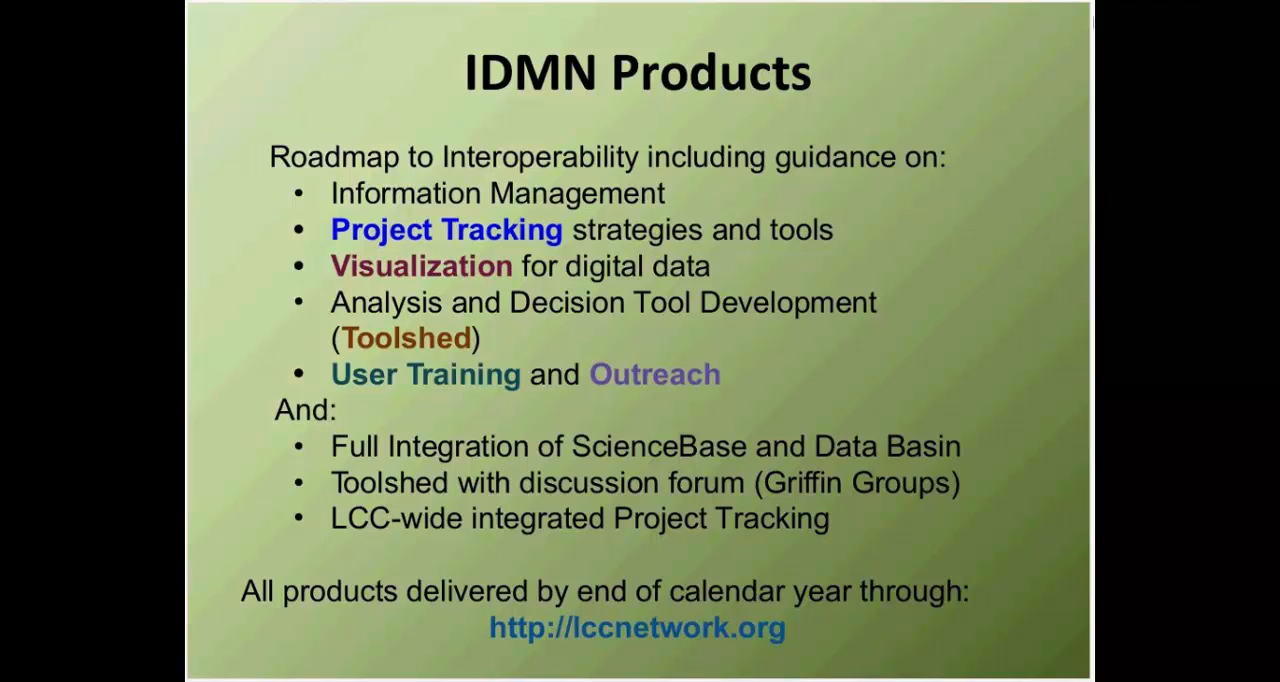 IDMN Products
Roadmap to Interoperability including guidance on:
• Information Management
• Project Tracking strategies and tools
• Visualization for digital data
• Analysis and Decision Tool Development
(Toolshed)
• User Training and Outreach
And:
• Full Integration of ScienceBase and Data Basin
• Toolshed with discussion forum (Griffin Groups)
• LCC-wide integrated Project Tracking
All products delivered by end of calendar year through:
http://lccnetwork.org